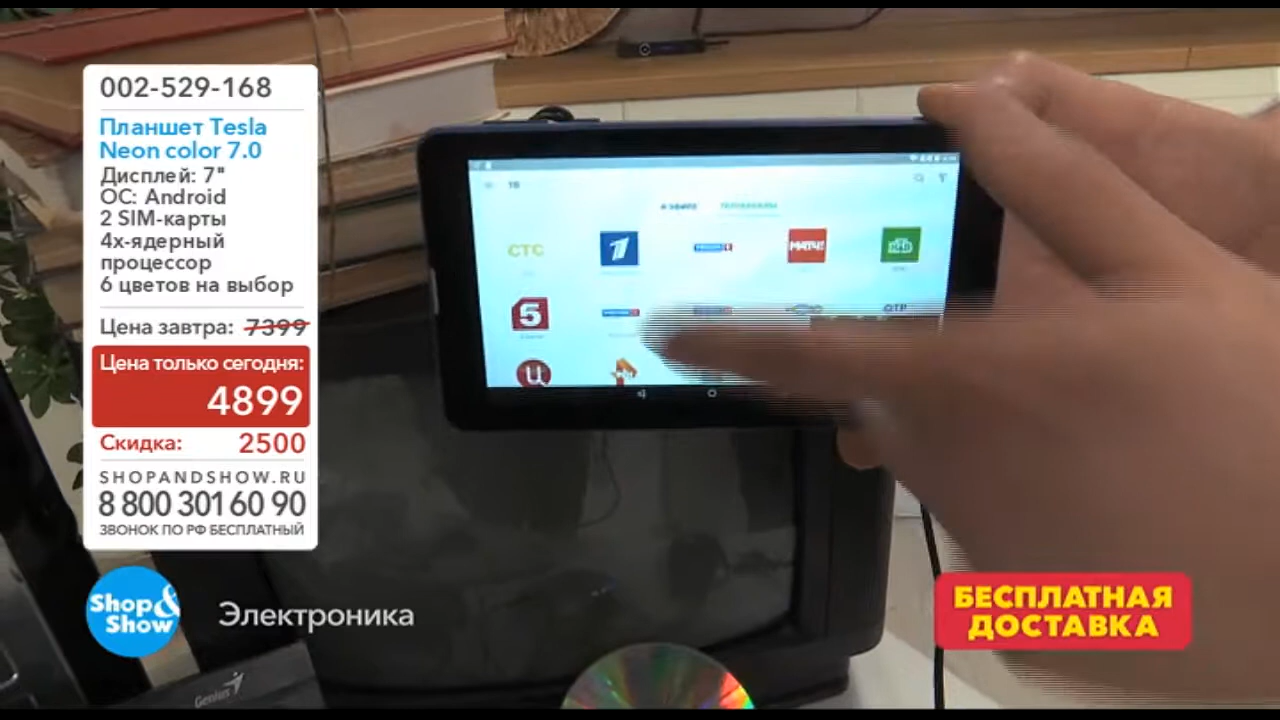 002-529-168
Планшет Tesla
Neon color 7.0
Дисплей: 7"
ОС: Android
2 SIM-карты
4х-ядерный
процессор
6 цветов на выбор
Цена завтра: 7399
Цена только сегодня:
4899
Скидка: 2500
SHOPANDSHOW.RU
8 800 301 60 90
ЗВОНОК ПО РФ БЕСПЛАТНЫЙ
Shop&
Show
Электроника
БЕСПЛАТНАЯ
ДОСТАВКА
ТВ
СТС
1
МАТЧ!
НТВ
5
ОТР
Genius